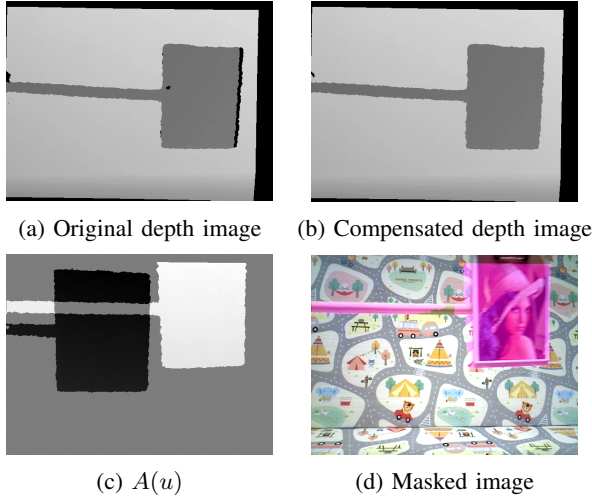 (a) Original depth image
(b) Compensated depth image
(c) A(u)
(d) Masked image